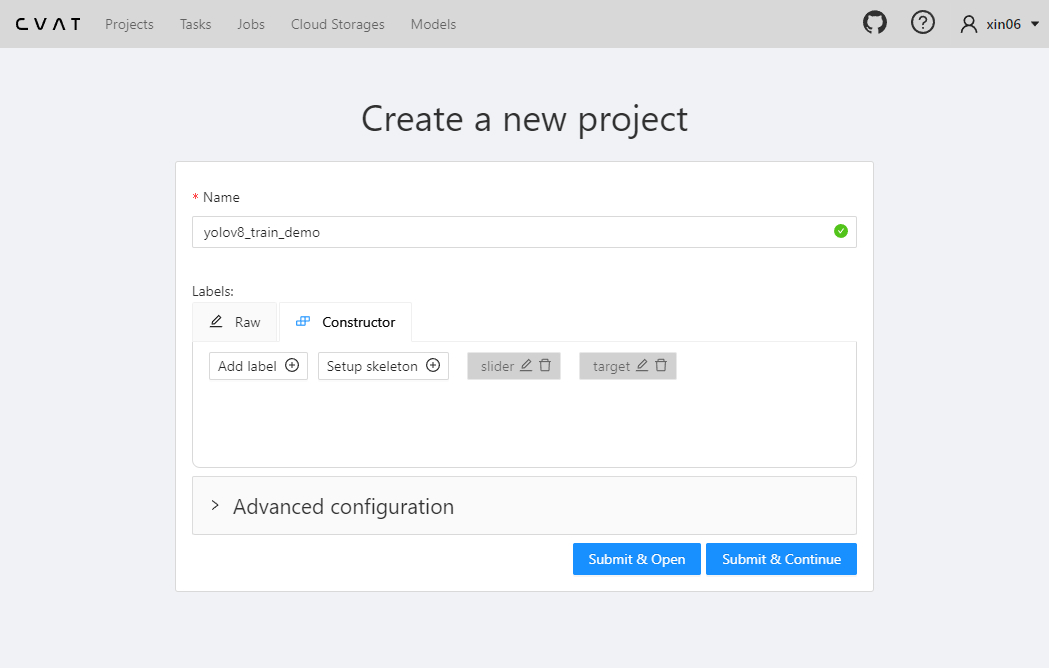 CVAT Projects Tasks Jobs Cloud Storages Models ? xin06
Create a new project
* Name
yolov8_train_demo
Labels:
Raw Constructor
Add label Setup skeleton slider target
Advanced configuration
Submit & Open Submit & Continue